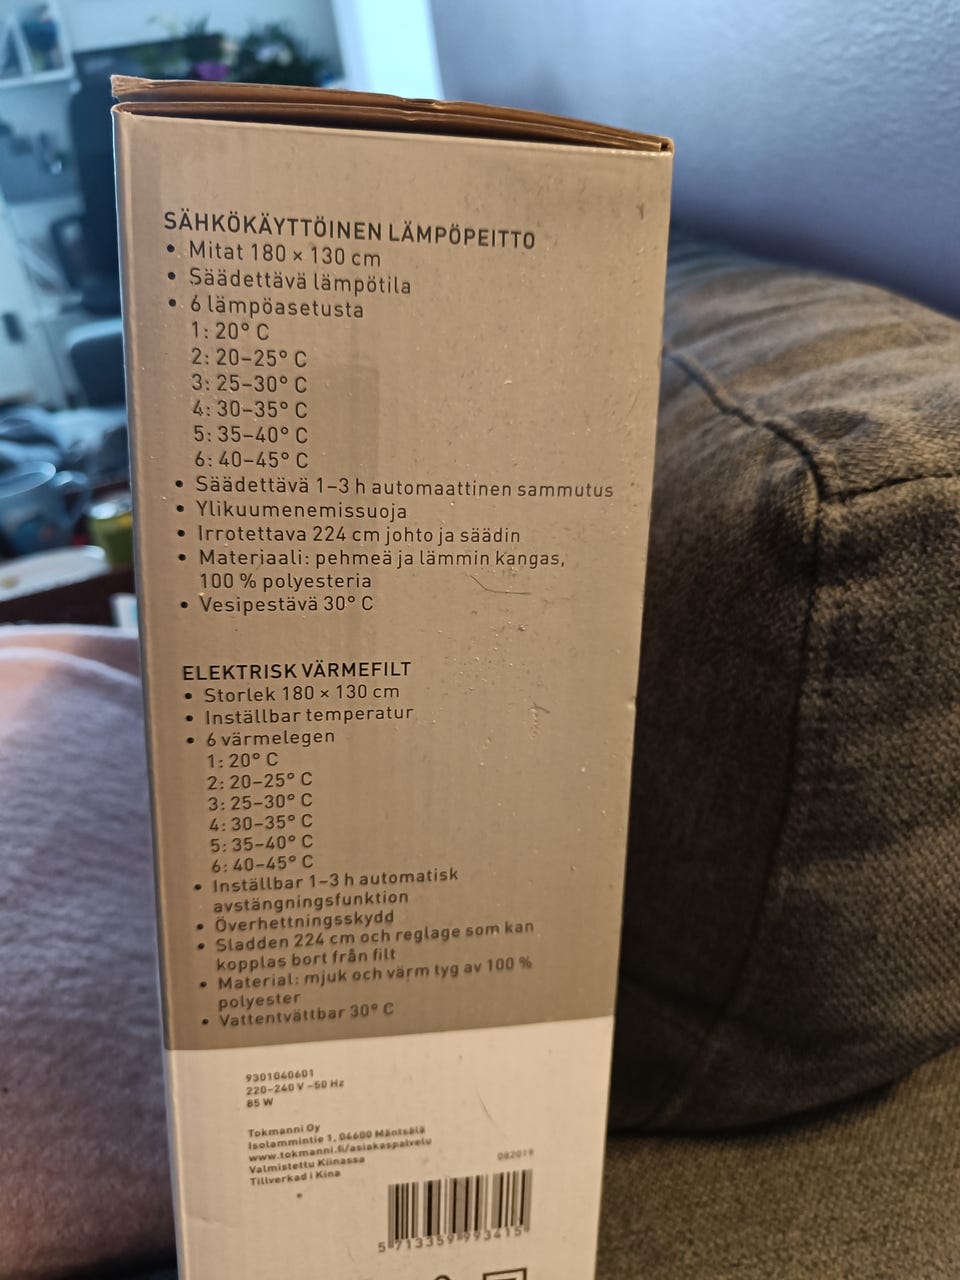 SÄHKÖKÄYTTÖINEN LÄMPÖPEITTO
• Mitat 180 × 130 cm
• Säädettävä lämpötila
• 6 lämpöasetusta
1: 20° C
2: 20–25° C
3: 25–30° C
4: 30–35° C
5: 35–40° C
6: 40–45° C
• Säädettävä 1–3 h automaattinen sammutus
• Ylikuumenemissuoja
• Irrotettava 224 cm johto ja säädin
• Materiaali: pehmeä ja lämmin kangas,
100 % polyesteria
• Vesipestävä 30° C
ELEKTRISK VÄRMEFILT
• Storlek 180 × 130 cm
• Inställbar temperatur
• 6 värmelegen
1: 20° C
2: 20–25° C
3: 25–30° C
4: 30–35° C
5: 35–40° C
6: 40–45° C
• Inställbar 1–3 h automatisk
avstängningsfunktion
• Överhettningsskydd
• Sladden 224 cm och reglage som kan
kopplas bort från filt
• Material: mjuk och värm tyg av 100 %
polyester
• Vattentvättbar 30° C
9301040601
220–240 V ~50 Hz
85 W
Tokmanni Oy
Isolammintie 1, 04600 Mäntsälä
www.tokmanni.fi/asiakaspalvelu
Valmistettu Kiinassa
Tillverkad i Kina
082019
5 713359 993415